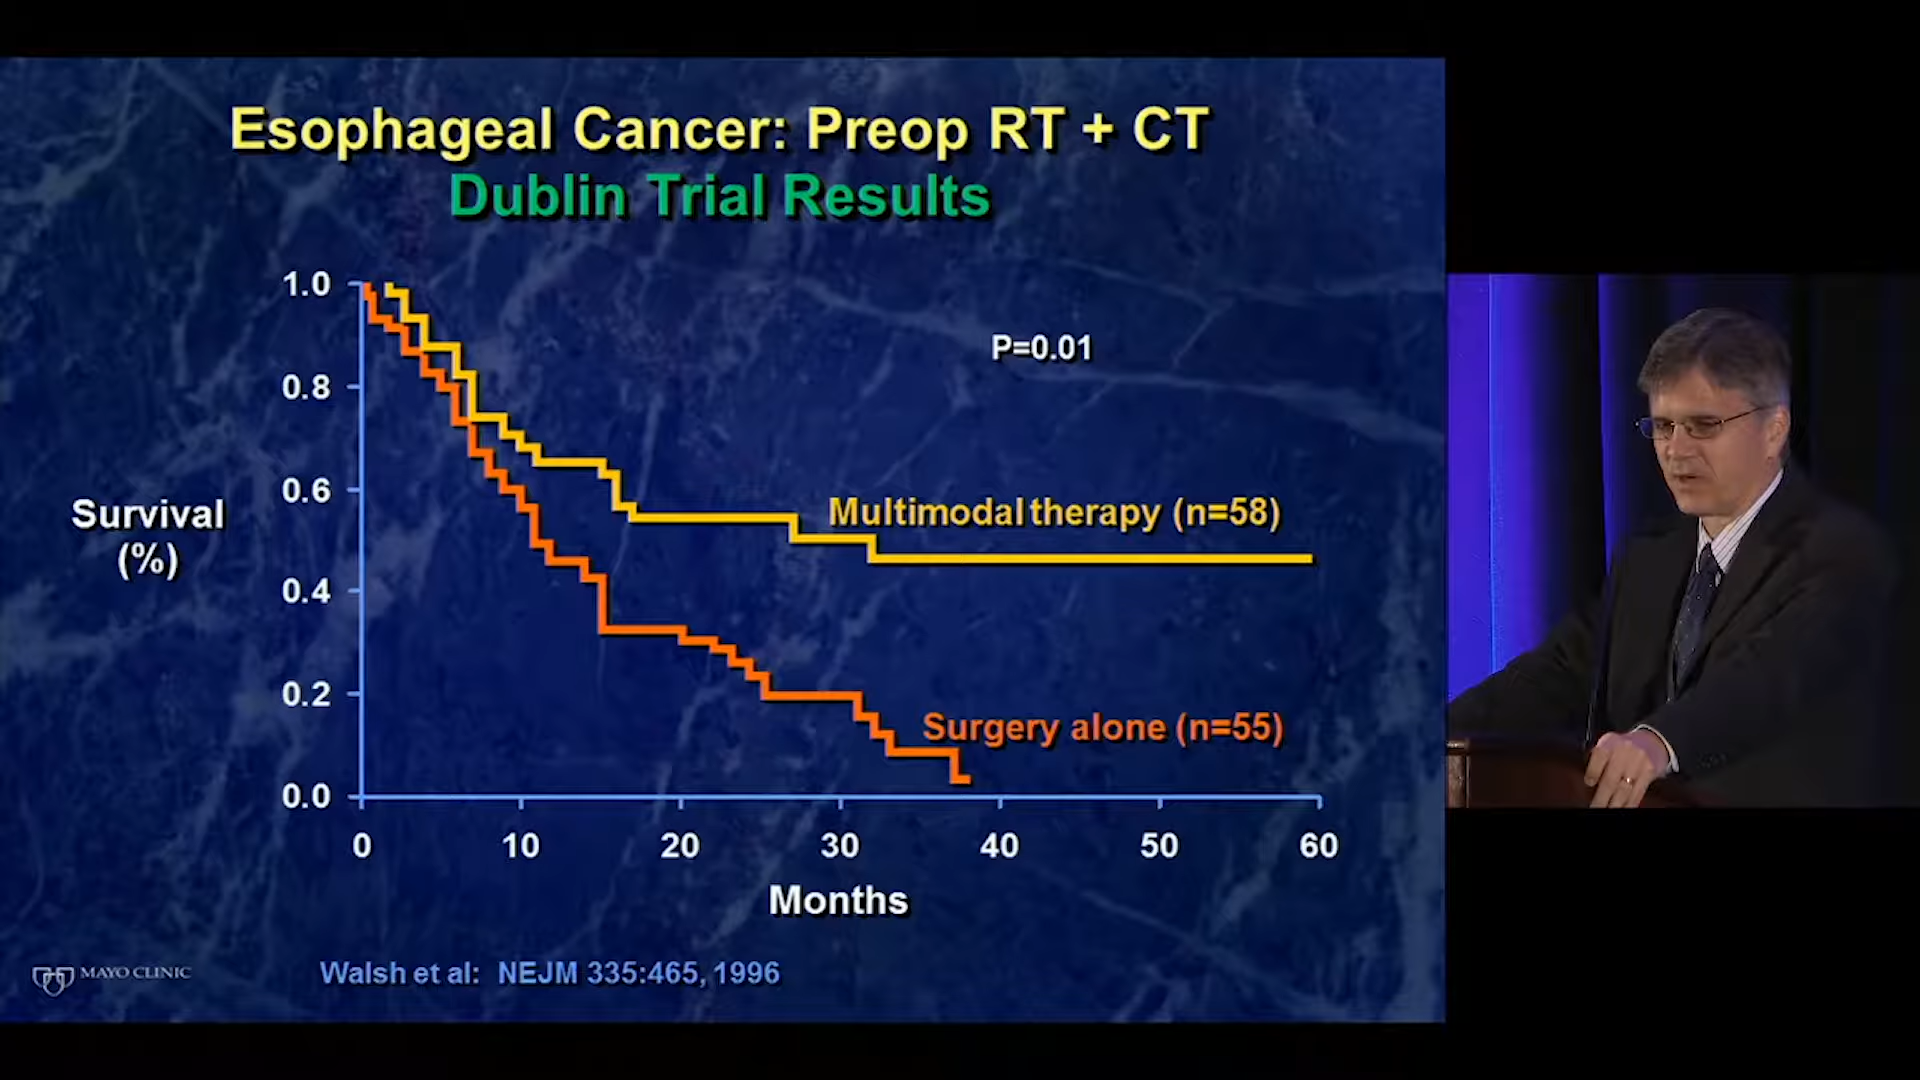 Esophageal Cancer: Preop RT + CT
Dublin Trial Results
1.0
0.8
0.6
0.4
0.2
0.0
Survival
(%)
P=0.01
Multimodal therapy (n=58)
Surgery alone (n=55)
0 10 20 30 40 50 60
Months
MAYO CLINIC
Walsh et al: NEJM 335:465, 1996